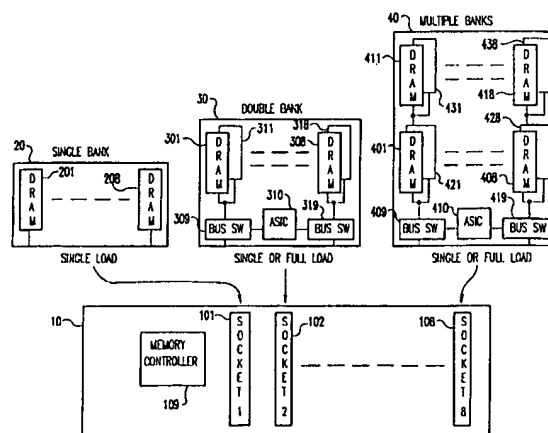 40
MULTIPLE BANKS
411
DRAM
438
DRAM
418
431
428
30
DOUBLE BANK
301
DRAM
311
318
308
DRAM
401
DRAM
421
408
DRAM
20
SINGLE BANK
DRAM
201
208
DRAM
310
319
309
BUS SW
ASIC
BUS SW
410
419
409
BUS SW
ASIC
BUS SW
SINGLE LOAD
SINGLE OR FULL LOAD
SINGLE OR FULL LOAD
10
101
102
108
MEMORY
CONTROLLER
109
SOCKET 1
SOCKET 2
SOCKET 8